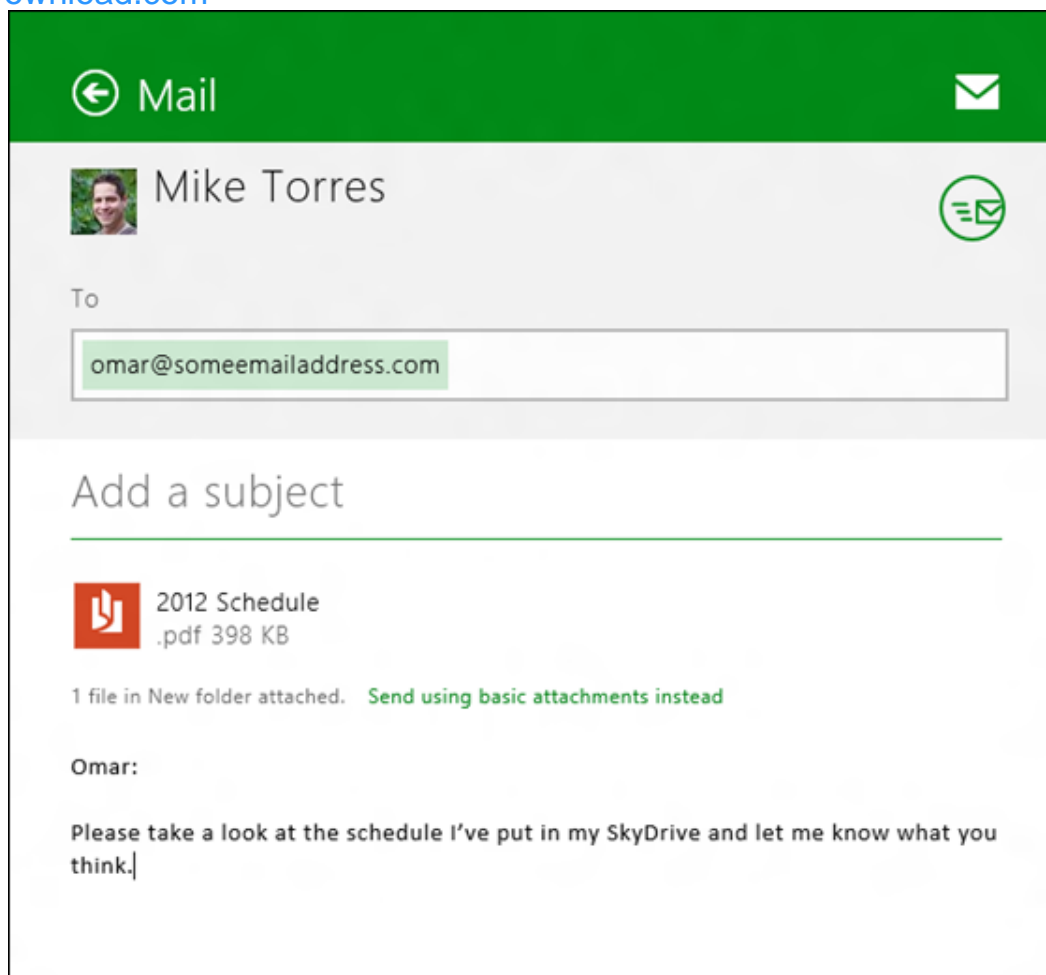 ownload.com
Mail
Mike Torres
To
omar@someemailaddress.com
Add a subject
2012 Schedule
.pdf 398 KB
1 file in New folder attached. Send using basic attachments instead
Omar:
Please take a look at the schedule I’ve put in my SkyDrive and let me know what you
think.